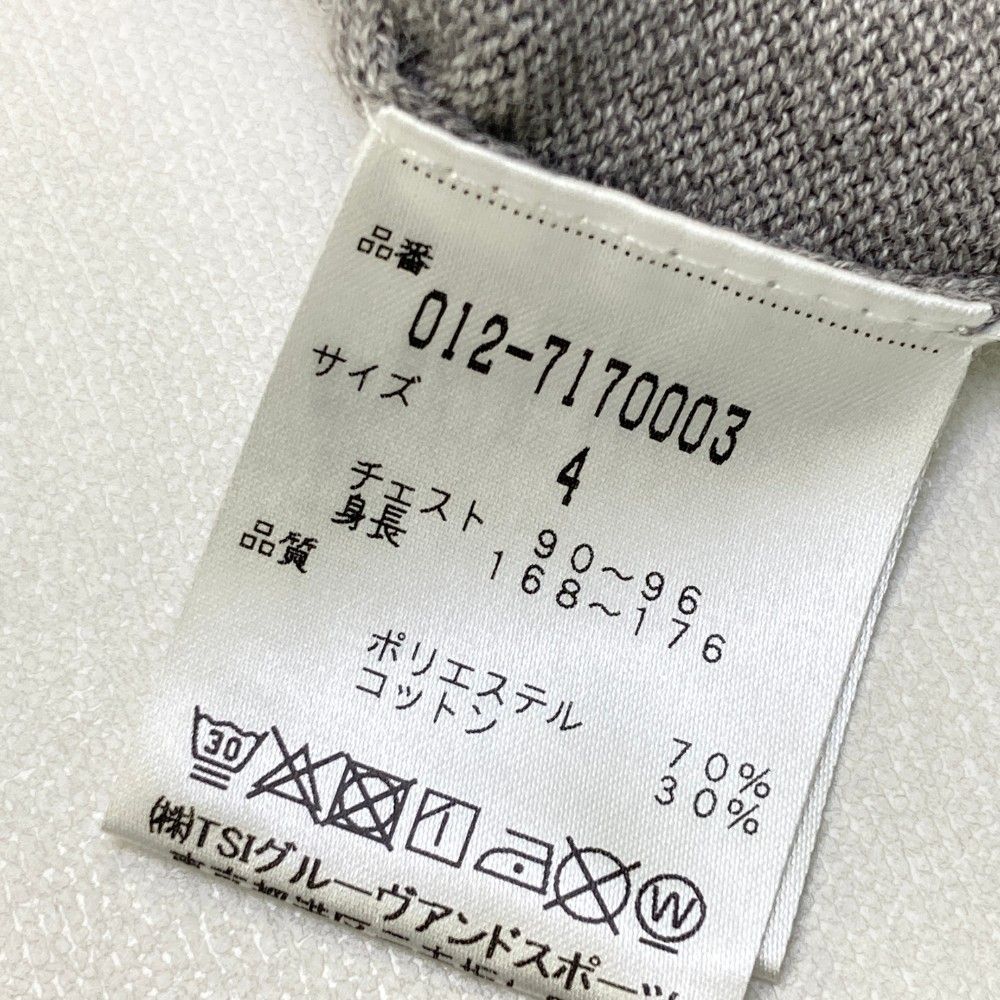 品番
012-7170003
サイズ
4
チェスト 90~96
身長 168~176
品質
ポリエステル 70%
コットン 30%
30
1
W
(株)TSIグルーヴアンドスポーツ